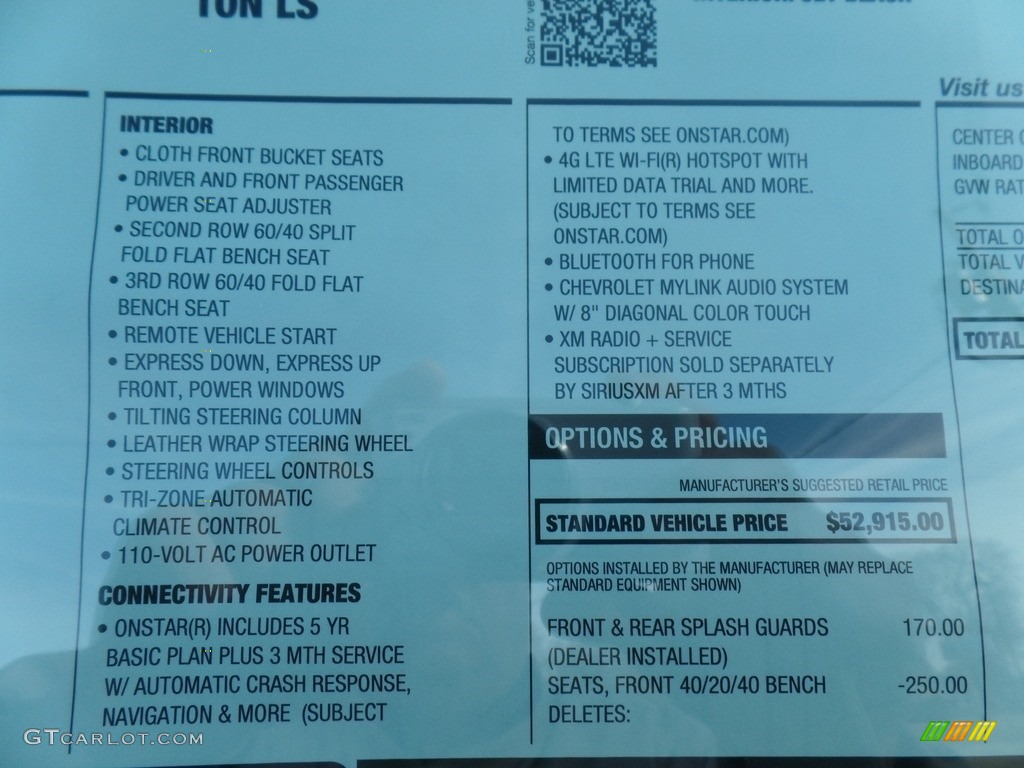 TON LS
Scan for ve
INTERIOR
• CLOTH FRONT BUCKET SEATS
• DRIVER AND FRONT PASSENGER
POWER SEAT ADJUSTER
• SECOND ROW 60/40 SPLIT
FOLD FLAT BENCH SEAT
• 3RD ROW 60/40 FOLD FLAT
BENCH SEAT
• REMOTE VEHICLE START
• EXPRESS DOWN, EXPRESS UP
FRONT, POWER WINDOWS
• TILTING STEERING COLUMN
• LEATHER WRAP STEERING WHEEL
• STEERING WHEEL CONTROLS
• TRI-ZONE AUTOMATIC
CLIMATE CONTROL
• 110-VOLT AC POWER OUTLET
CONNECTIVITY FEATURES
• ONSTAR(R) INCLUDES 5 YR
BASIC PLAN PLUS 3 MTH SERVICE
W/ AUTOMATIC CRASH RESPONSE,
NAVIGATION & MORE (SUBJECT
TO TERMS SEE ONSTAR.COM)
• 4G LTE WI-FI(R) HOTSPOT WITH
LIMITED DATA TRIAL AND MORE.
(SUBJECT TO TERMS SEE
ONSTAR.COM)
• BLUETOOTH FOR PHONE
• CHEVROLET MYLINK AUDIO SYSTEM
W/ 8" DIAGONAL COLOR TOUCH
• XM RADIO + SERVICE
SUBSCRIPTION SOLD SEPARATELY
BY SIRIUSXM AFTER 3 MTHS
OPTIONS & PRICING
MANUFACTURER'S SUGGESTED RETAIL PRICE
STANDARD VEHICLE PRICE $52,915.00
OPTIONS INSTALLED BY THE MANUFACTURER (MAY REPLACE
STANDARD EQUIPMENT SHOWN)
FRONT & REAR SPLASH GUARDS 170.00
(DEALER INSTALLED)
SEATS, FRONT 40/20/40 BENCH -250.00
DELETES:
Visit us
CENTER
INBOARD
GVW RAT
TOTAL O
TOTAL V
DESTINA
TOTAL
GTcarlot.com